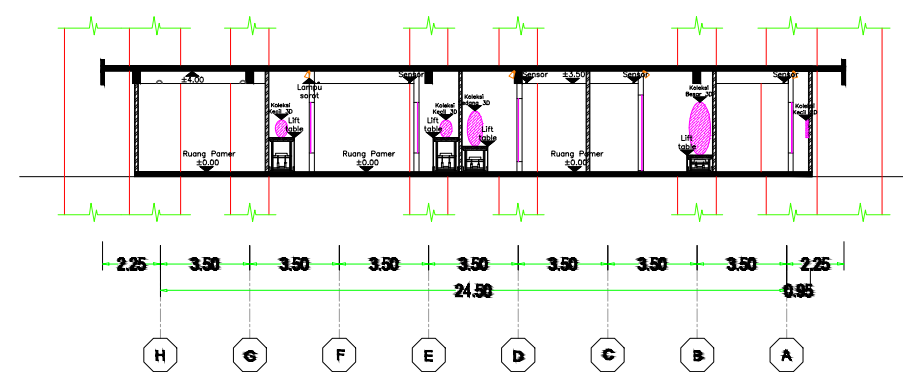 ±4.00
Sensor
Sensor
±3.50
Sensor
Sensor
Lampu
sorot
Koleksi
Kecil 3D
Lift
table
Koleksi
Kecil 3D
Lift
table
Koleksi
3D
Lift
table
Koleksi
Besar 3D
Lift
table
Koleksi
Kecil
Ruang Pamer
±0.00
Ruang Pamer
±0.00
Ruang Pamer
±0.00
2.25 3.50 3.50 3.50 3.50 3.50 3.50 3.50 2.25
24.50 0.95
H G F E D C B A